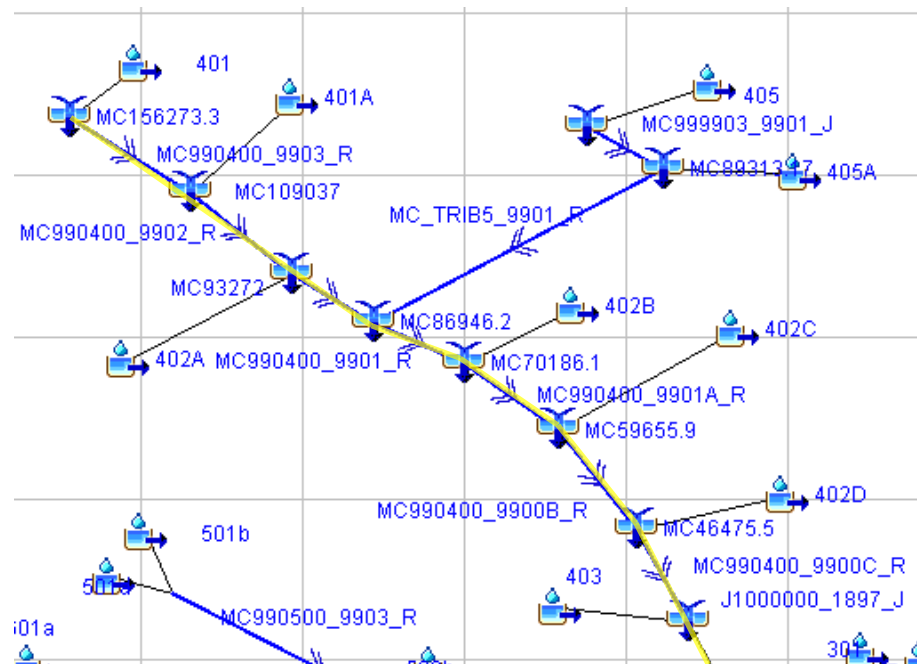 401
401A
405
MC156273.3
MC999903_9901_J
MC990400_9903_R
405A
MC109037
MC_TRIB5_9901_R
MC990400_9902_R
MC93272
402B
MC86946.2
402C
402A
MC990400_9901_R
MC70186.1
MC990400_9901A_R
MC59655.9
402D
MC990400_9900B_R
MC46475.5
501b
MC990400_9900C_R
403
J1000000_1897_J
MC990500_9903_R
501a